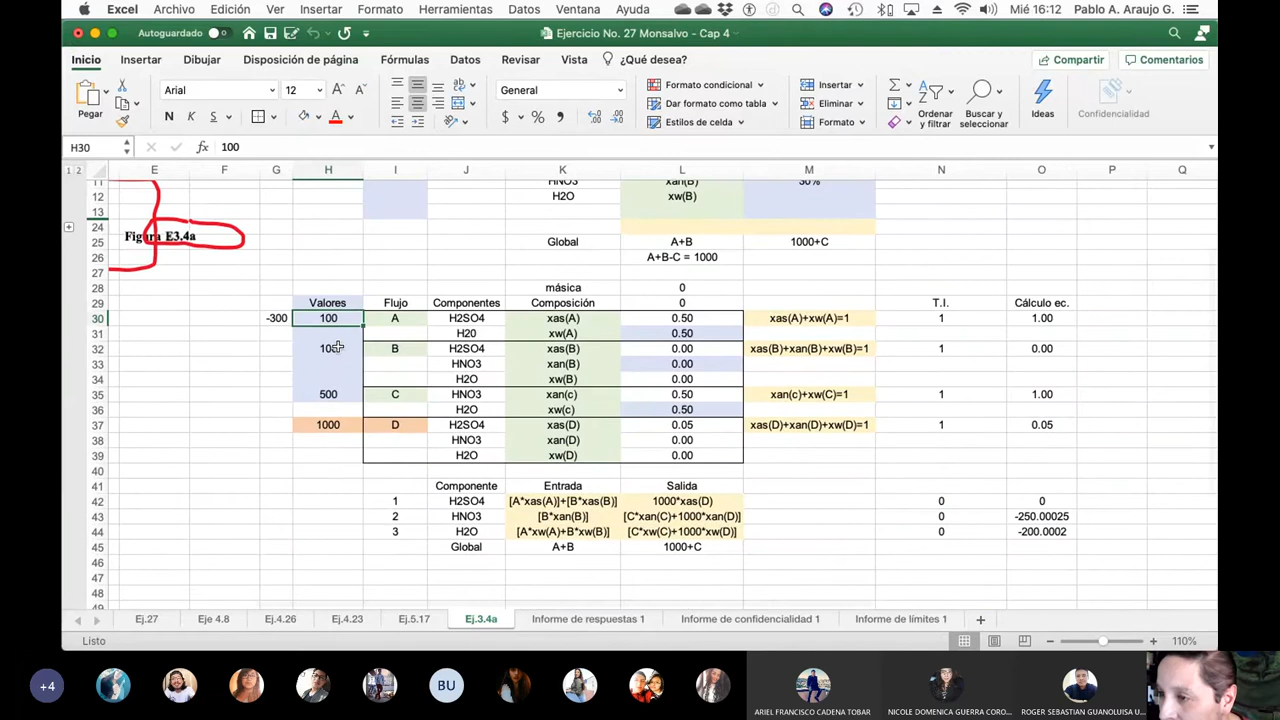 Excel Archivo Edición Ver Insertar Formato Herramientas Datos Ventana Ayuda Mié 16:12 Pablo A. Araujo G.
Autoguardado Ejercicio No. 27 Monsalvo - Cap 4
Inicio Insertar Dibujar Disposición de página Fórmulas Datos Revisar Vista ¿Qué desea? Compartir Comentarios
Pegar Arial 12 General Formato condicional Insertar
N K S $ % Dar formato como tabla Eliminar
Estilos de celda Formato
Ordenar y filtrar
Buscar y seleccionar
Ideas
Confidencialidad
H30 fx 100
1 2 E F G H I J K L M N O P Q
11 HNO3 xan(B) 30%
12 H2O xw(B)
13
24
25 Figura E3.4a Global A+B 1000+C
26 A+B-C = 1000
27
28 másica 0
29 Valores Flujo Componentes Composición 0 T.I. Cálculo ec.
30 -300 100 A H2SO4 xas(A) 0.50 xas(A)+xw(A)=1 1 1.00
31 H20 xw(A) 0.50
32 B H2SO4 xas(B) 0.00 xas(B)+xan(B)+xw(B)=1 1 0.00
33 HNO3 xan(B) 0.00
34 H2O xw(B) 0.00
35 500 C HNO3 xan(c) 0.50 xan(c)+xw(C)=1 1 1.00
36 H2O xw(c) 0.50
37 1000 D H2SO4 xas(D) 0.05 xas(D)+xan(D)+xw(D)=1 1 0.05
38 HNO3 xan(D) 0.00
39 H2O xw(D) 0.00
40
41 Componente Entrada Salida
42 1 H2SO4 [A*xas(A)]+[B*xas(B)] 1000*xas(D) 0 0
43 2 HNO3 [B*xan(B)] [C*xan(C)+1000*xan(D)] 0 -250.00025
44 3 H2O [A*xw(A)+B*xw(B)] [C*xw(C)+1000*xw(D)] 0 -200.0002
45 Global A+B 1000+C
46
47
48
49
Ej.27 Eje 4.8 Ej.4.26 Ej.4.23 Ej.5.17 Ej.3.4a Informe de respuestas 1 Informe de confidencialidad 1 Informe de límites 1
Listo 110%
+4 BU ARIEL FRANCISCO CADENA TOBAR NICOLE DOMENICA GUERRA CORO... ROGER SEBASTIAN GUANOLUISA U...